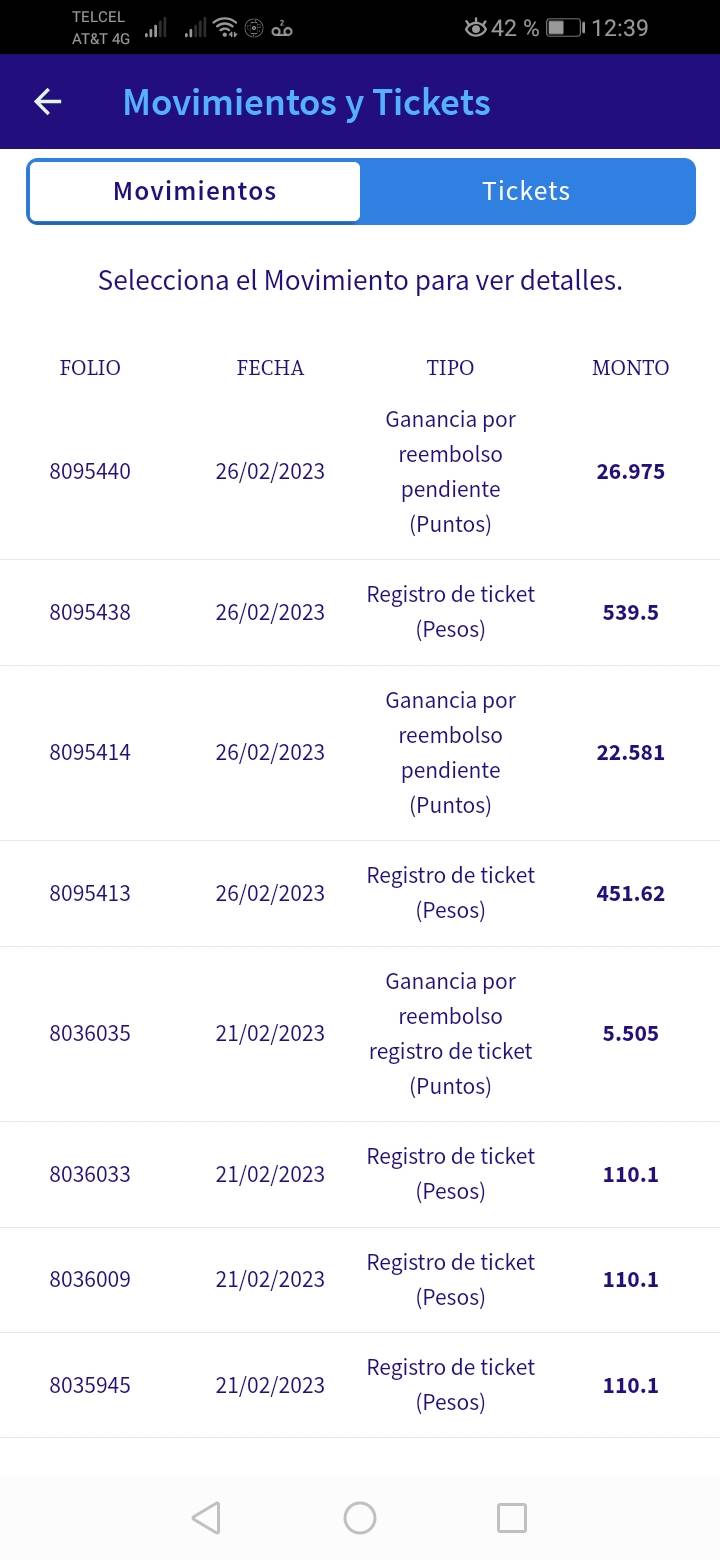 TELCEL
AT&T 4G
42 % 12:39
Movimientos y Tickets
Movimientos Tickets
Selecciona el Movimiento para ver detalles.
FOLIO FECHA TIPO MONTO
Ganancia por
reembolso
8095440 26/02/2023 26.975
pendiente
(Puntos)
Registro de ticket
8095438 26/02/2023 539.5
(Pesos)
Ganancia por
reembolso
8095414 26/02/2023 22.581
pendiente
(Puntos)
Registro de ticket
8095413 26/02/2023 451.62
(Pesos)
Ganancia por
reembolso
8036035 21/02/2023 5.505
registro de ticket
(Puntos)
Registro de ticket
8036033 21/02/2023 110.1
(Pesos)
Registro de ticket
8036009 21/02/2023 110.1
(Pesos)
Registro de ticket
8035945 21/02/2023 110.1
(Pesos)